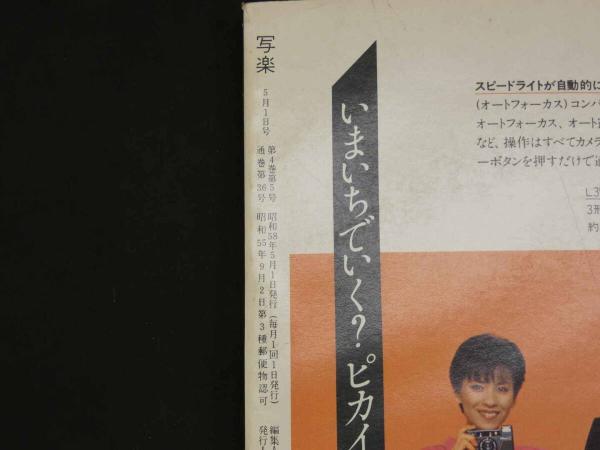 写楽
5月1日号
第4巻第5号 昭和58年5月1日発行(毎月1回1日発行)
通巻第36号 昭和55年9月2日第3種郵便物認可
編集人
発行人
いまいちでいく?・ピカイ
スピードライトが自動的に
(オートフォーカス)コンパ
オートフォーカス、オート
など、操作はすべてカメラ
ーボタンを押すだけで
L3
3形
約